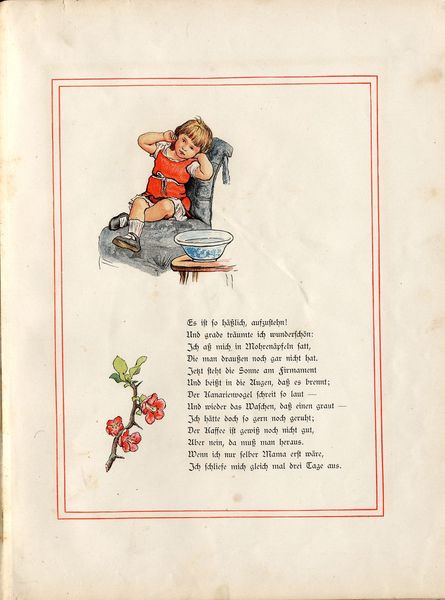 Es ist so häßlich, aufzustehn!
Und grade träumte ich wunderschön:
Ich aß mich in Mohrenäpfeln satt,
Die man draußen noch gar nicht hat.
Jetzt steht die Sonne am Firmament
Und beißt in die Augen, daß es brennt;
Der Kanarienvogel schreit so laut —
Und wieder das Waschen, daß einen graut —
Ich hätte doch so gern noch geruht;
Der Kaffee ist gewiß noch nicht gut,
Aber nein, da muß man heraus.
Wenn ich nur selber Mama erst wäre,
Ich schliefe mich gleich mal drei Tage aus.